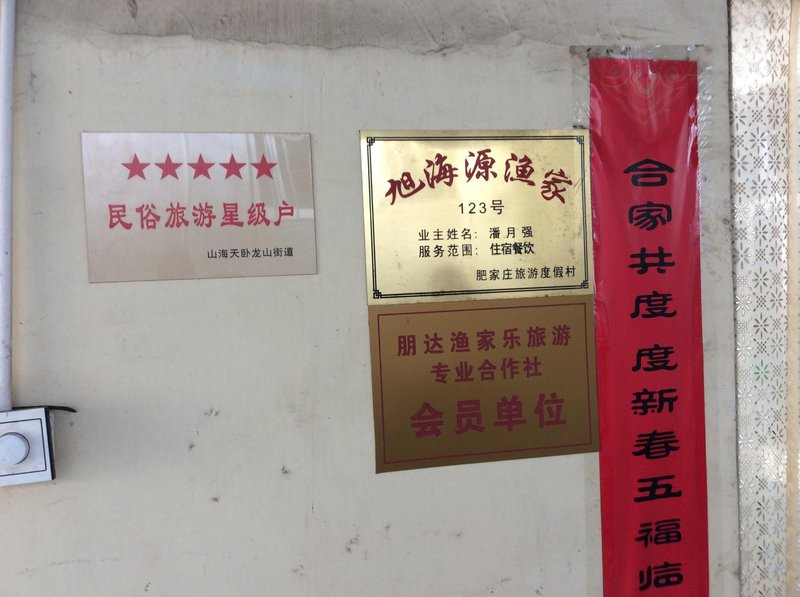 ★★★★★
民俗旅游星级户
山海天卧龙山街道
旭海源渔家
123号
业主姓名：潘月强
服务范围：住宿餐饮
肥家庄旅游度假村
朋达渔家乐旅游
专业合作社
会员单位
合家共度度新春五福临